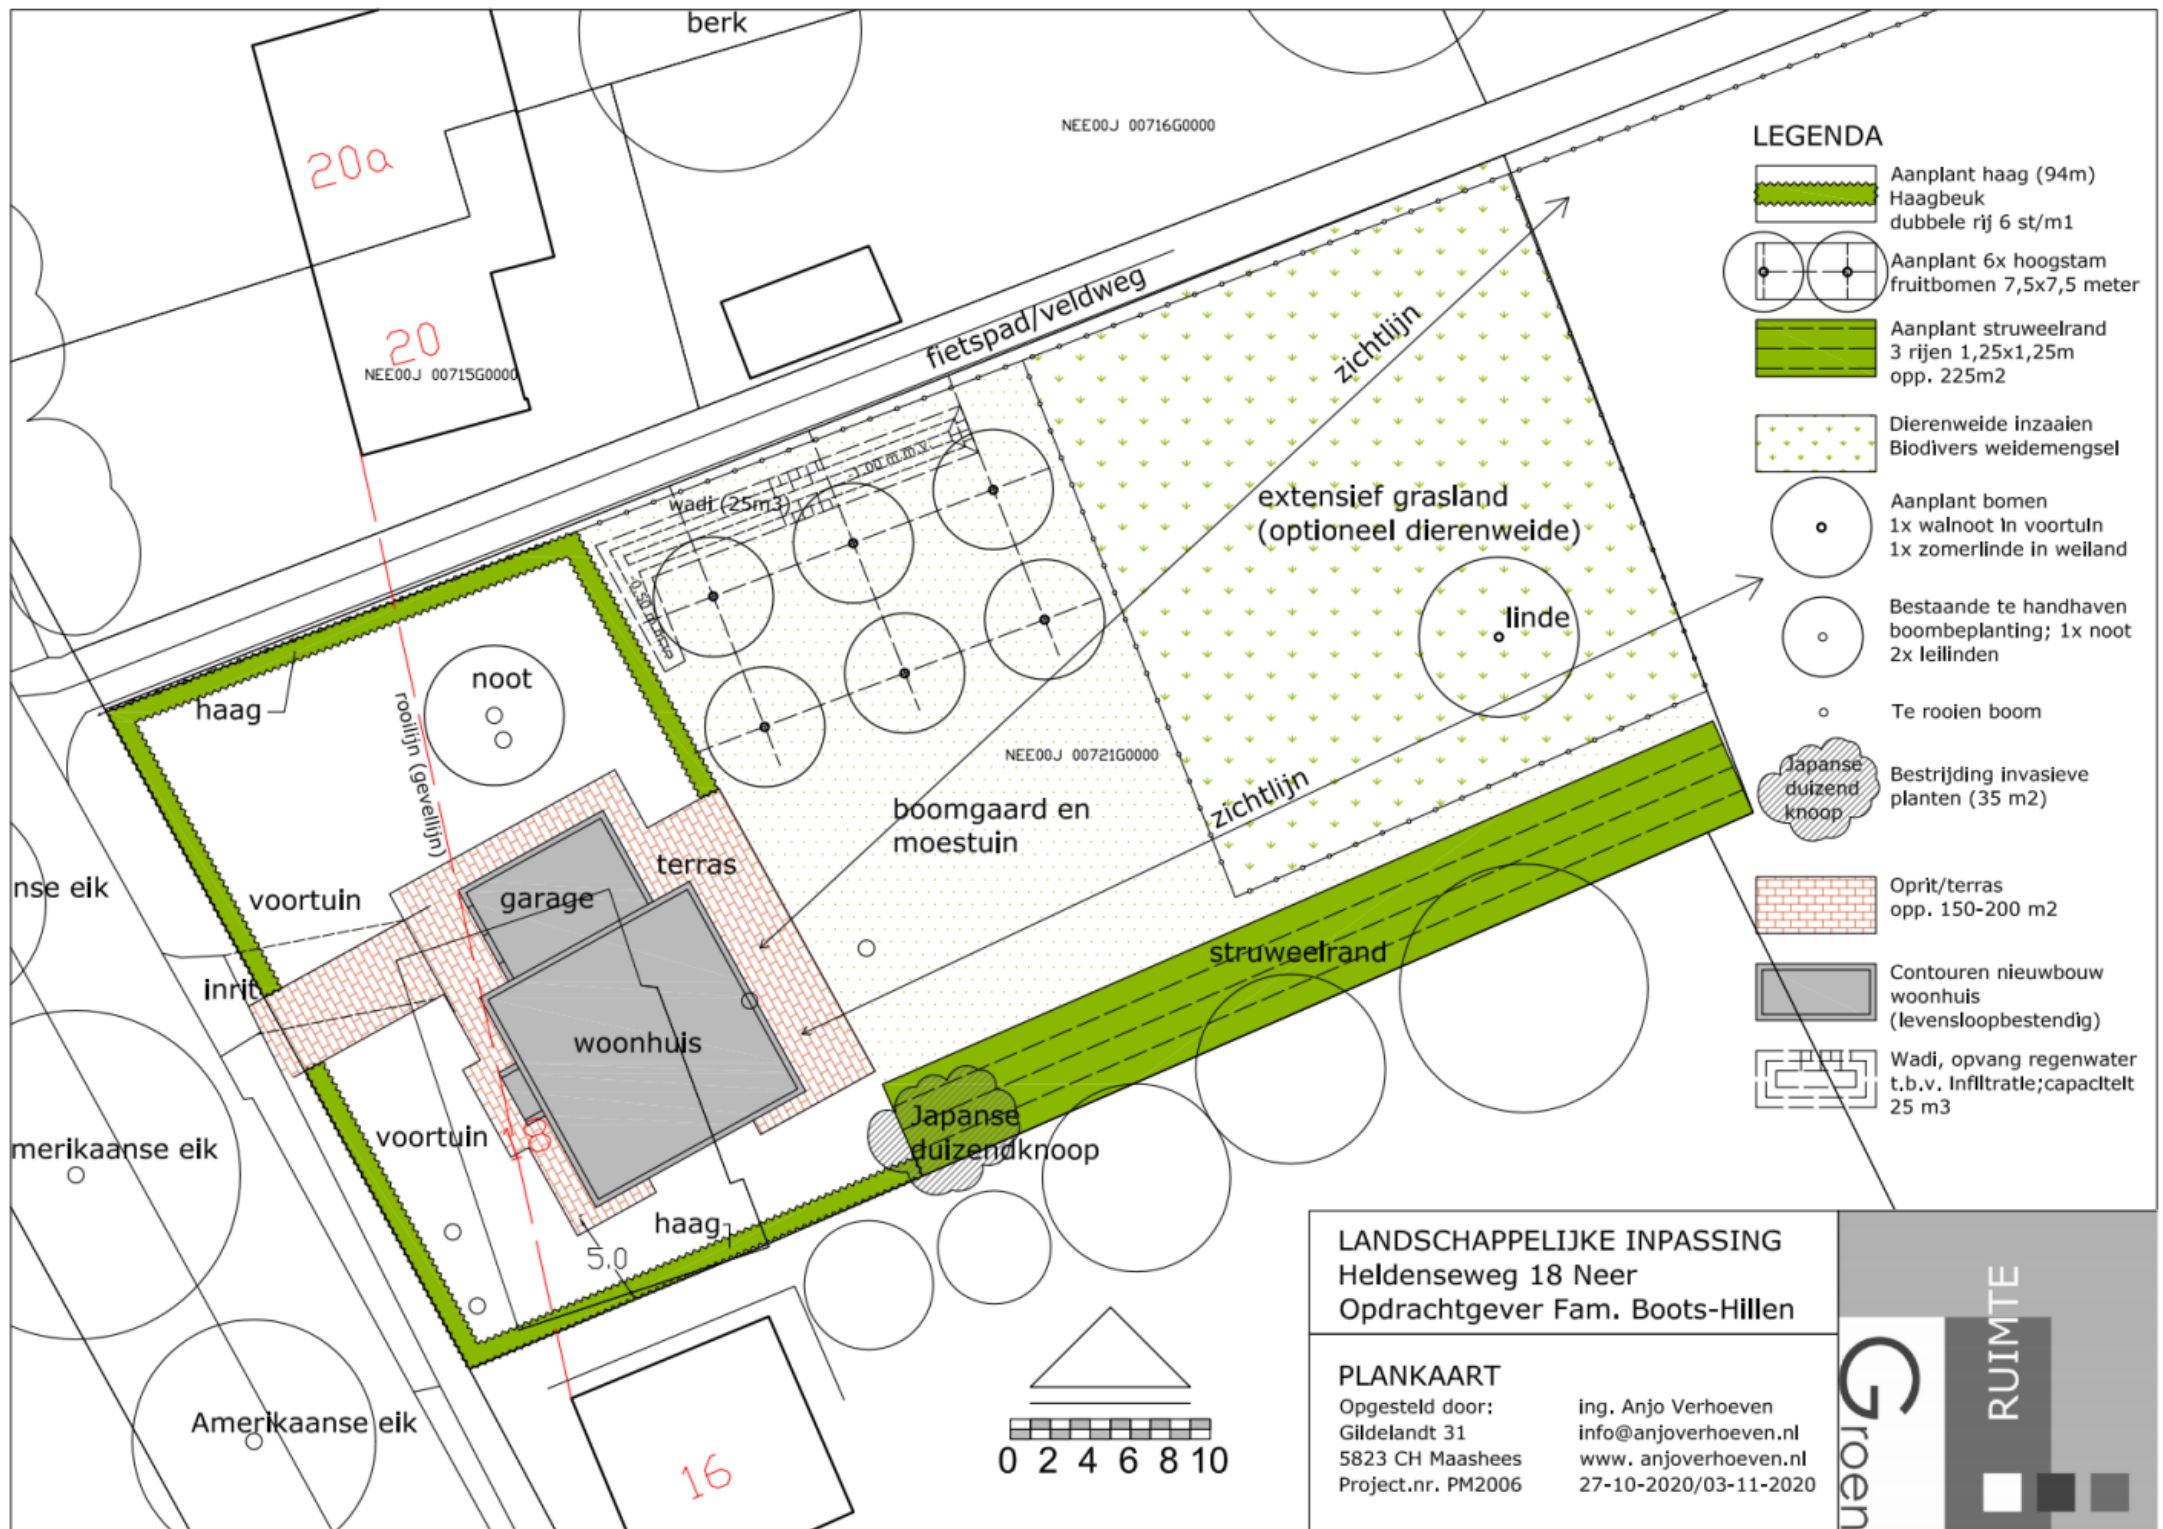 berk
NEE00J 00716G0000
20a
20
NEE00J 00715G0000
fietspad/veldweg
zichtlijn
wadi (25m3)
-1.00 m.m.v.
extensief grasland
(optioneel dierenweide)
linde
noot
haag
rooilijn (gevellijn)
NEE00J 00721G0000
boomgaard en
moestuin
zichtlijn
terras
garage
voortuin
nse eik
inrit
struweelrand
woonhuis
voortuin
18
Japanse
duizendknoop
merikaanse eik
haag
5.0
Amerikaanse eik
16
0 2 4 6 8 10
LEGENDA
Aanplant haag (94m)
Haagbeuk
dubbele rij 6 st/m1
Aanplant 6x hoogstam
fruitbomen 7,5x7,5 meter
Aanplant struweelrand
3 rijen 1,25x1,25m
opp. 225m2
Dierenweide inzaaien
Biodivers weidemengsel
Aanplant bomen
1x walnoot in voortuin
1x zomerlinde in weiland
Bestaande te handhaven
boombeplanting; 1x noot
2x leilinden
Te rooien boom
Japanse
duizend
knoop
Bestrijding invasieve
planten (35 m2)
Oprit/terras
opp. 150-200 m2
Contouren nieuwbouw
woonhuis
(levensloopbestendig)
Wadi, opvang regenwater
t.b.v. Infiltratie;capaciteit
25 m3
LANDSCHAPPELIJKE INPASSING
Heldenseweg 18 Neer
Opdrachtgever Fam. Boots-Hillen
PLANKAART
Opgesteld door: ing. Anjo Verhoeven
Gildelandt 31 info@anjoverhoeven.nl
5823 CH Maashees www. anjoverhoeven.nl
Project.nr. PM2006 27-10-2020/03-11-2020
Groen
RUIMTE